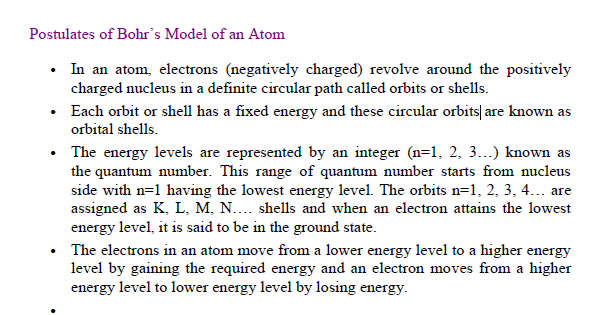 Postulates of Bohr's Model of an Atom
• In an atom, electrons (negatively charged) revolve around the positively
charged nucleus in a definite circular path called orbits or shells.
• Each orbit or shell has a fixed energy and these circular orbits are known as
orbital shells.
• The energy levels are represented by an integer (n=1, 2, 3…) known as
the quantum number. This range of quantum number starts from nucleus
side with n=1 having the lowest energy level. The orbits n=1, 2, 3, 4… are
assigned as K, L, M, N…. shells and when an electron attains the lowest
energy level, it is said to be in the ground state.
• The electrons in an atom move from a lower energy level to a higher energy
level by gaining the required energy and an electron moves from a higher
energy level to lower energy level by losing energy.
•